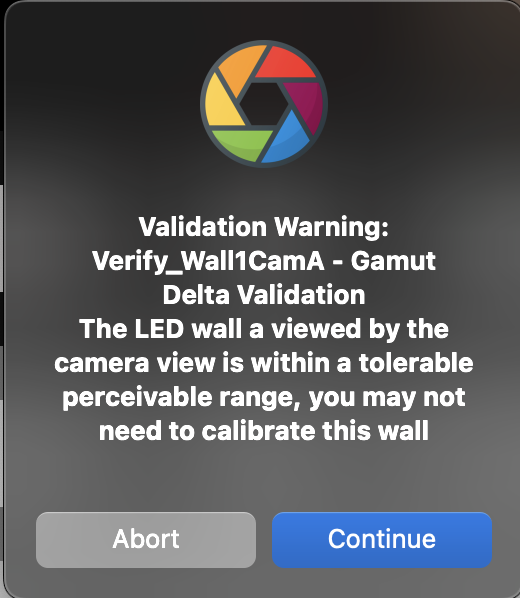 Validation Warning:
Verify_Wall1CamA - Gamut
Delta Validation
The LED wall a viewed by the
camera view is within a tolerable
perceivable range, you may not
need to calibrate this wall
Abort
Continue